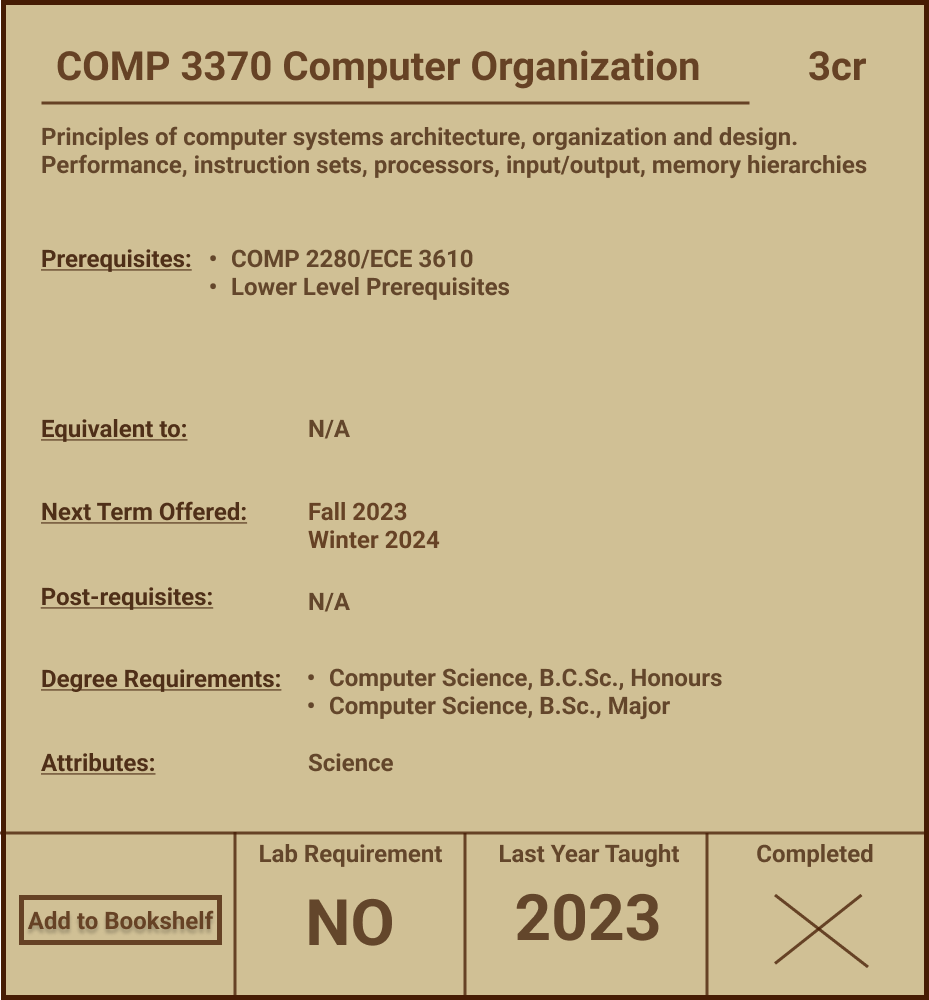 COMP 3370 Computer Organization 3cr
Principles of computer systems architecture, organization and design.
Performance, instruction sets, processors, input/output, memory hierarchies
Prerequisites: • COMP 2280/ECE 3610
• Lower Level Prerequisites
Equivalent to: N/A
Next Term Offered: Fall 2023
Winter 2024
Post-requisites: N/A
Degree Requirements: • Computer Science, B.C.Sc., Honours
• Computer Science, B.Sc., Major
Attributes: Science
Lab Requirement Last Year Taught Completed
Add to Bookshelf NO 2023